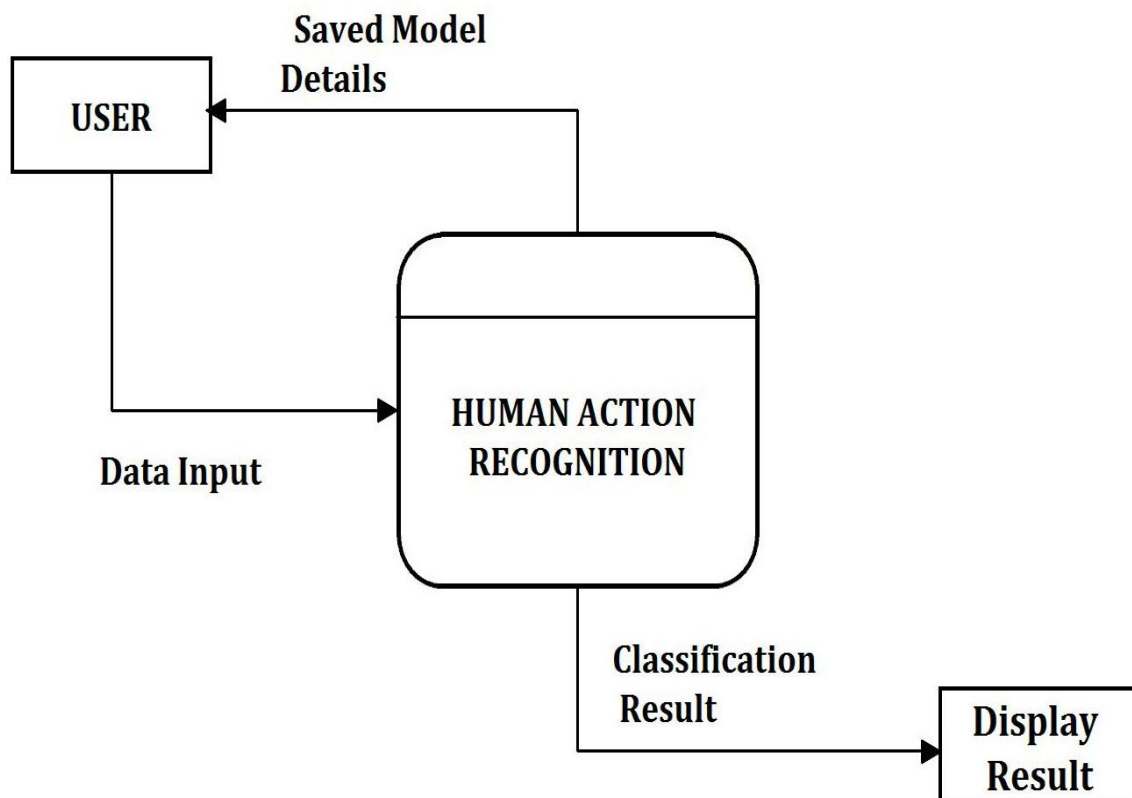 Saved Model
Details
USER
HUMAN ACTION
RECOGNITION
Data Input
Classification
Result
Display
Result